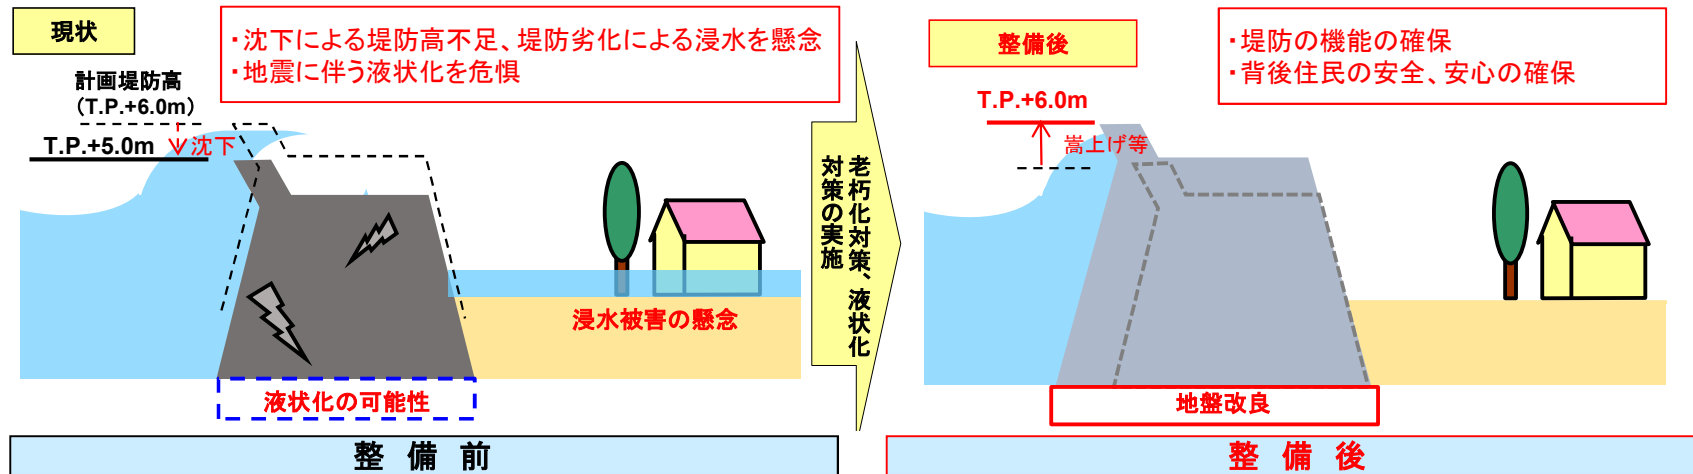 現状
・沈下による堤防高不足、堤防劣化による浸水を懸念
・地震に伴う液状化を危惧
計画堤防高
（T.P.+6.0m）
T.P.+5.0m
沈下
浸水被害の懸念
液状化の可能性
整備前
老朽化対策、液状化
対策の実施
整備後
・堤防の機能の確保
・背後住民の安全、安心の確保
T.P.+6.0m
嵩上げ等
地盤改良
整備後